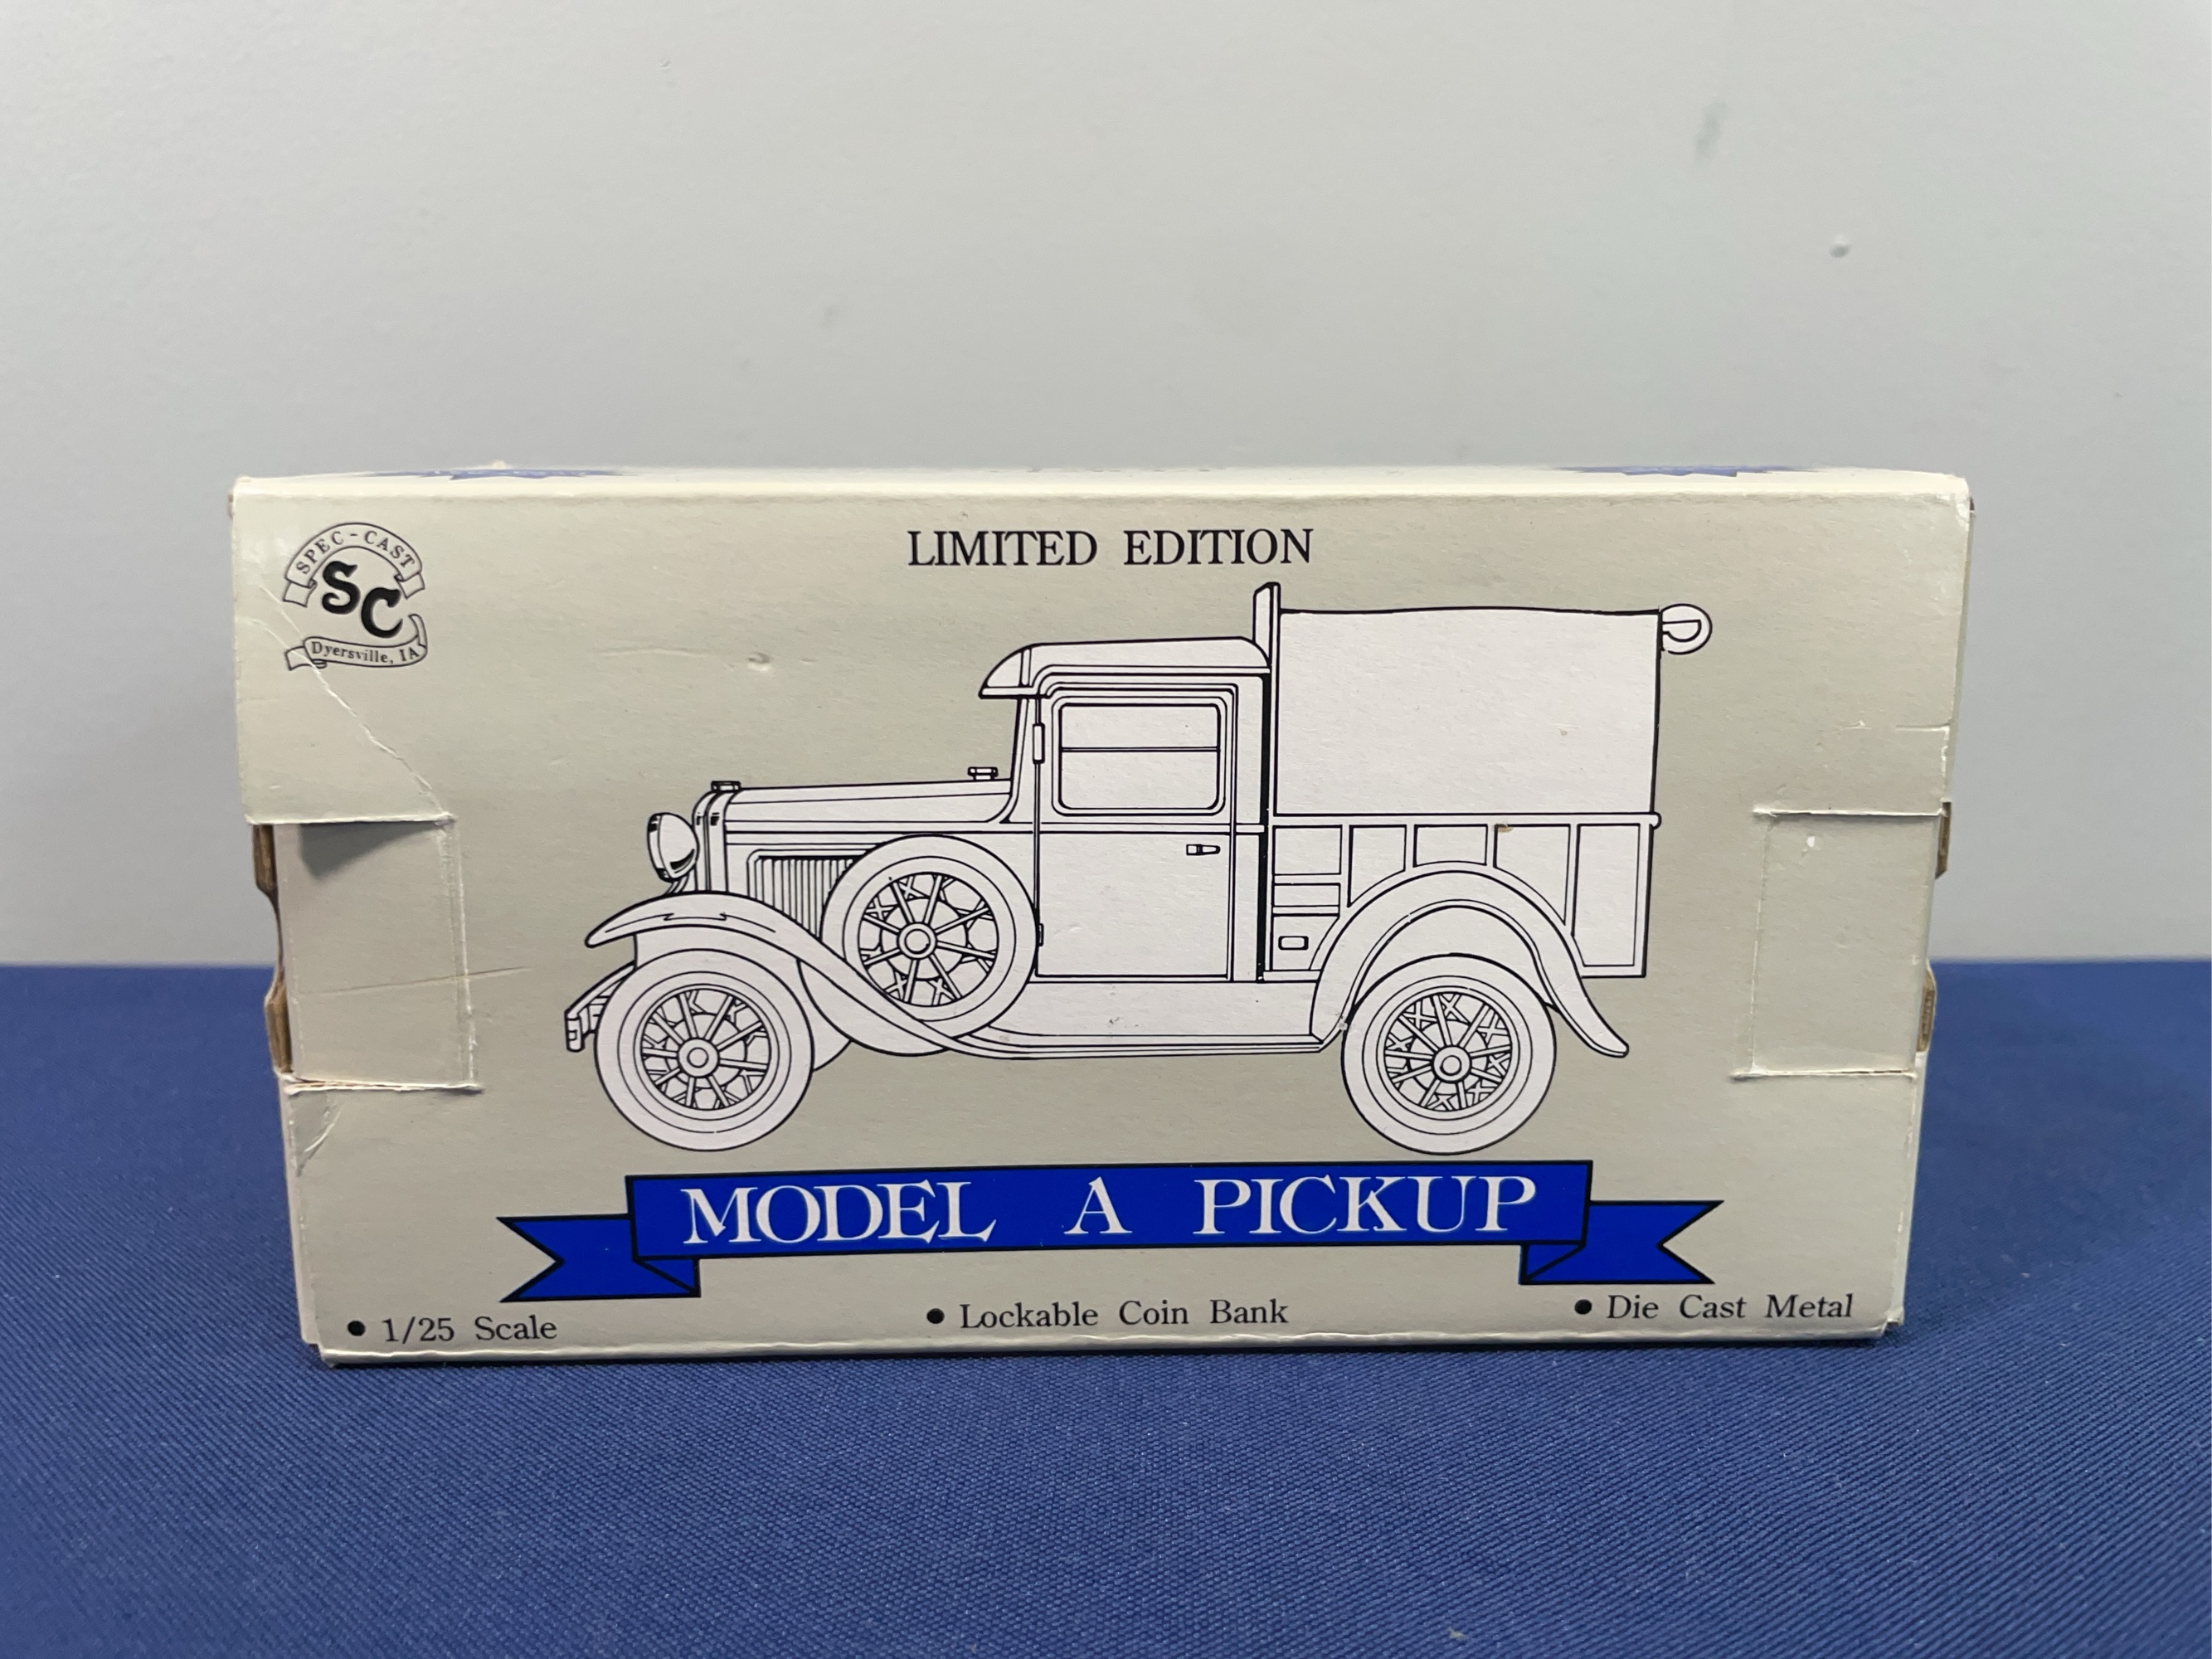 SPEC-CAST
SC
Dyersville, IA
LIMITED EDITION
MODEL A PICKUP
• 1/25 Scale
• Lockable Coin Bank
• Die Cast Metal